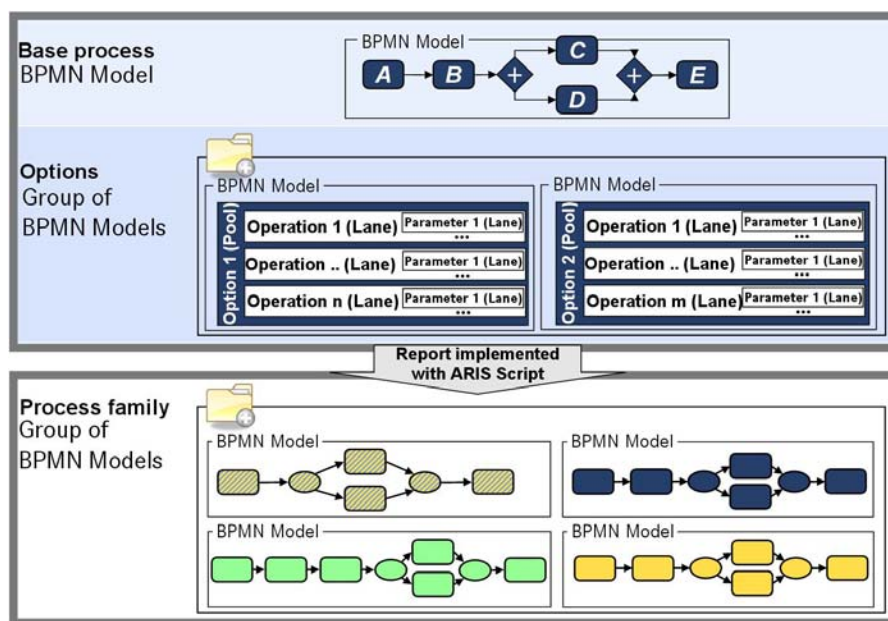 Base process
BPMN Model
BPMN Model
A
B
+
C
D
+
E
Options
Group of
BPMN Models
BPMN Model
Option 1 (Pool)
Operation 1 (Lane)
Parameter 1 (Lane)
...
Operation .. (Lane)
Parameter 1 (Lane)
...
Operation n (Lane)
Parameter 1 (Lane)
...
BPMN Model
Option 2 (Pool)
Operation 1 (Lane)
Parameter 1 (Lane)
...
Operation .. (Lane)
Parameter 1 (Lane)
...
Operation m (Lane)
Parameter 1 (Lane)
...
Report implemented
with ARIS Script
Process family
Group of
BPMN Models
BPMN Model
BPMN Model
BPMN Model
BPMN Model